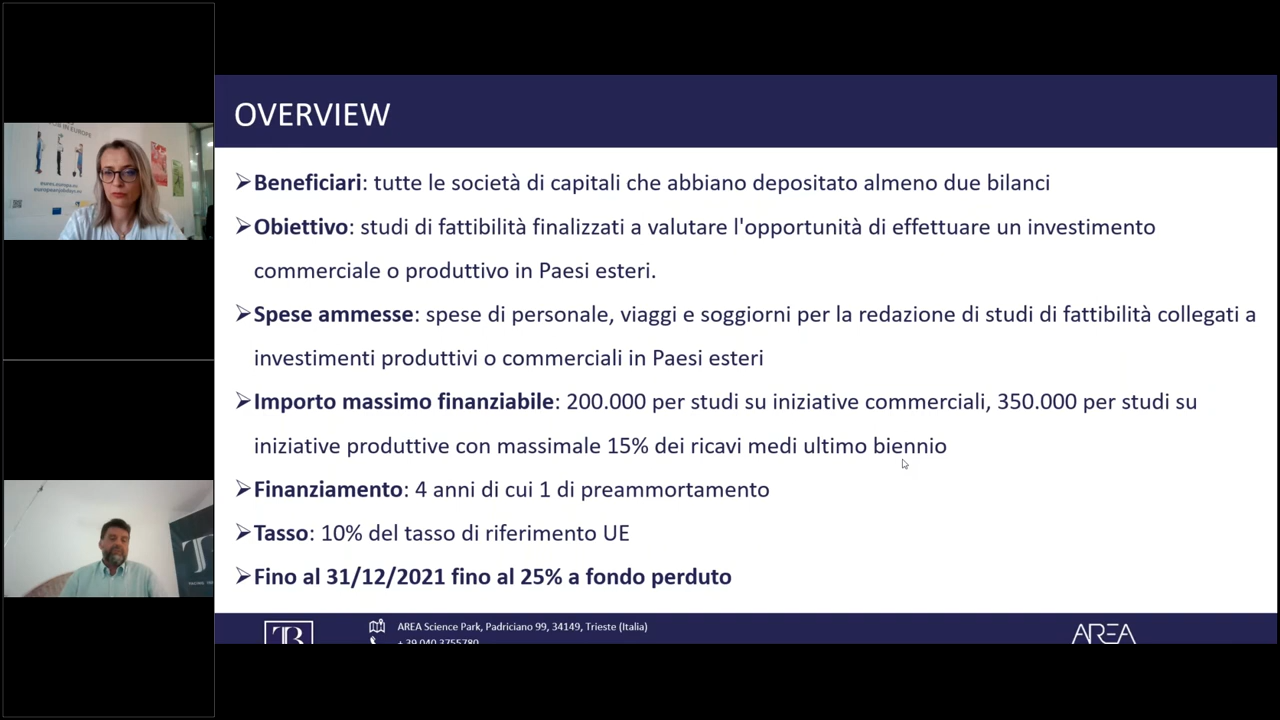 OVERVIEW
Beneficiari: tutte le società di capitali che abbiano depositato almeno due bilanci
Obiettivo: studi di fattibilità finalizzati a valutare l'opportunità di effettuare un investimento
commerciale o produttivo in Paesi esteri.
Spese ammesse: spese di personale, viaggi e soggiorni per la redazione di studi di fattibilità collegati a
investimenti produttivi o commerciali in Paesi esteri
Importo massimo finanziabile: 200.000 per studi su iniziative commerciali, 350.000 per studi su
iniziative produttive con massimale 15% dei ricavi medi ultimo biennio
Finanziamento: 4 anni di cui 1 di preammortamento
Tasso: 10% del tasso di riferimento UE
Fino al 31/12/2021 fino al 25% a fondo perduto
AREA Science Park, Padriciano 99, 34149, Trieste (Italia)
+ 39 040 3755780
AREA
IN EUROPE